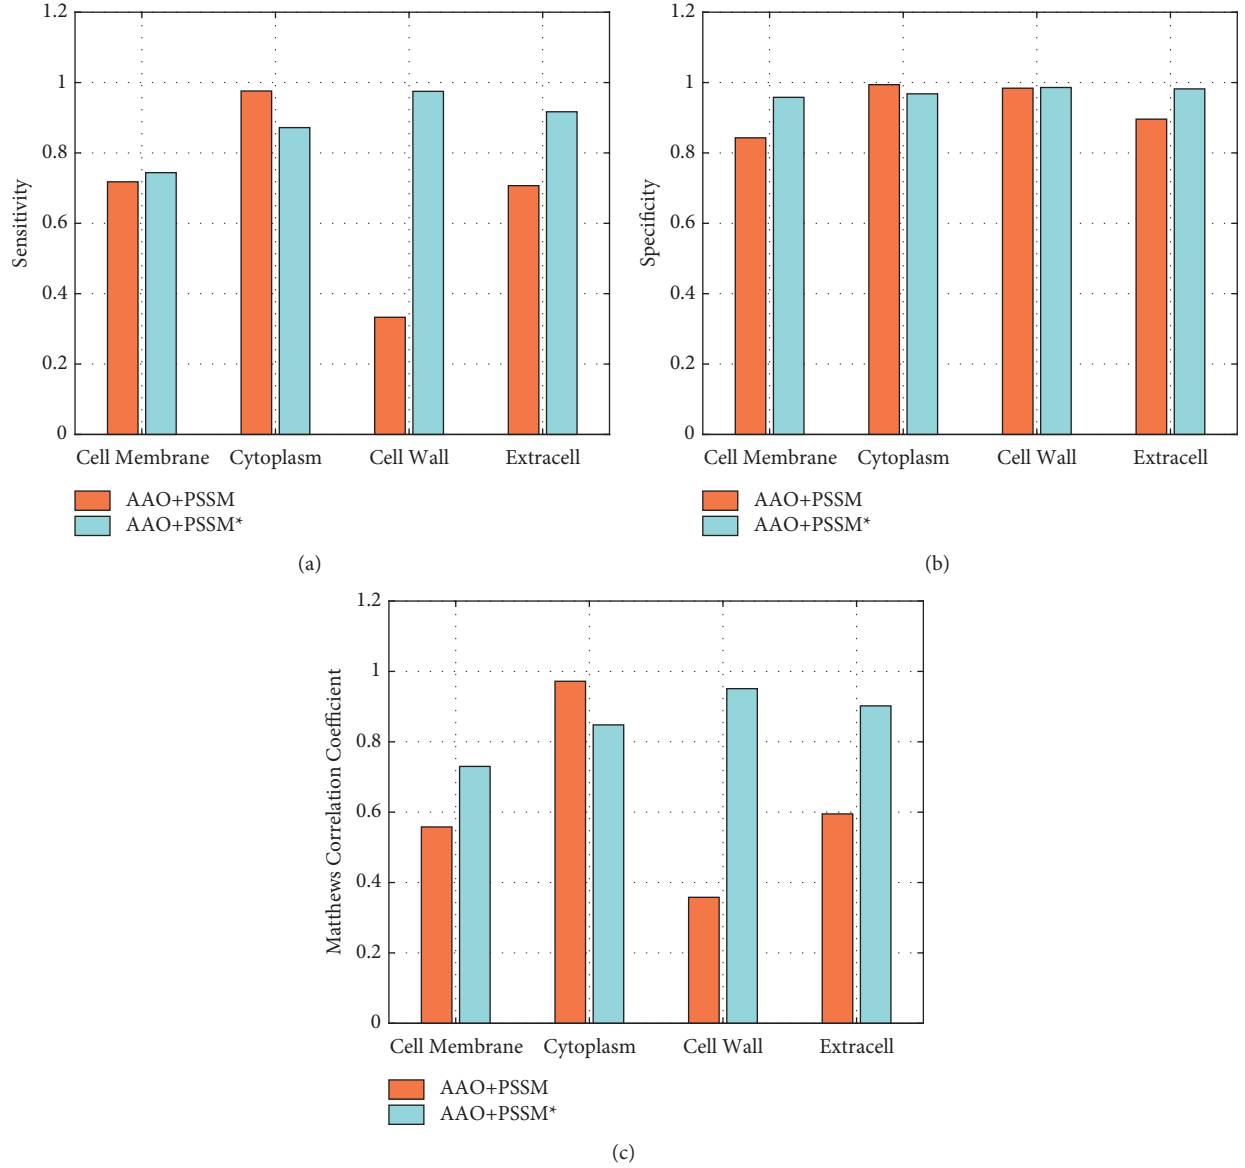 1.2
1
0.8
0.6
0.4
0.2
0
Sensitivity
Cell Membrane Cytoplasm Cell Wall Extracell
AAO+PSSM
AAO+PSSM*
(a)
1.2
1
0.8
0.6
0.4
0.2
0
Specificity
Cell Membrane Cytoplasm Cell Wall Extracell
AAO+PSSM
AAO+PSSM*
(b)
1.2
1
0.8
0.6
0.4
0.2
0
Matthews Correlation Coefficient
Cell Membrane Cytoplasm Cell Wall Extracell
AAO+PSSM
AAO+PSSM*
(c)